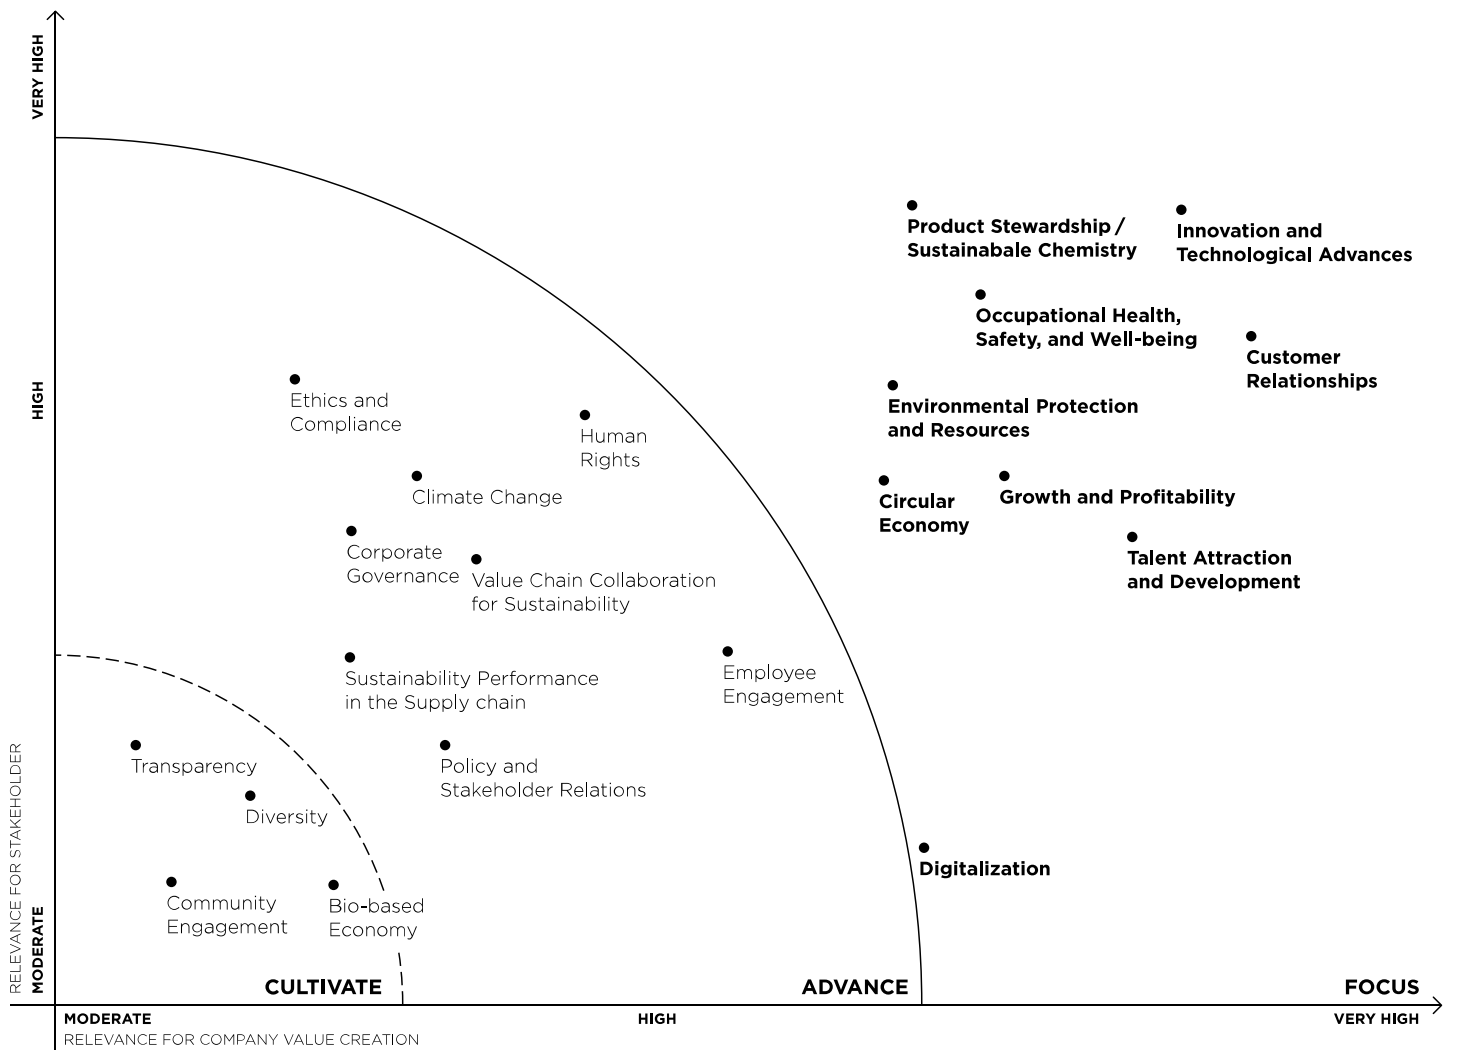 VERY HIGH
Product Stewardship /
Sustainabale Chemistry
Innovation and
Technological Advances
Occupational Health,
Safety, and Well-being
Customer
Relationships
HIGH
Ethics and
Compliance
Human
Rights
Environmental Protection
and Resources
Climate Change
Circular
Economy
Growth and Profitability
Corporate
Governance
Value Chain Collaboration
for Sustainability
Talent Attraction
and Development
Sustainability Performance
in the Supply chain
Employee
Engagement
Transparency
Policy and
Stakeholder Relations
Diversity
Digitalization
Community
Engagement
Bio-based
Economy
RELEVANCE FOR STAKEHOLDER
MODERATE
CULTIVATE
ADVANCE
FOCUS
MODERATE
HIGH
VERY HIGH
RELEVANCE FOR COMPANY VALUE CREATION